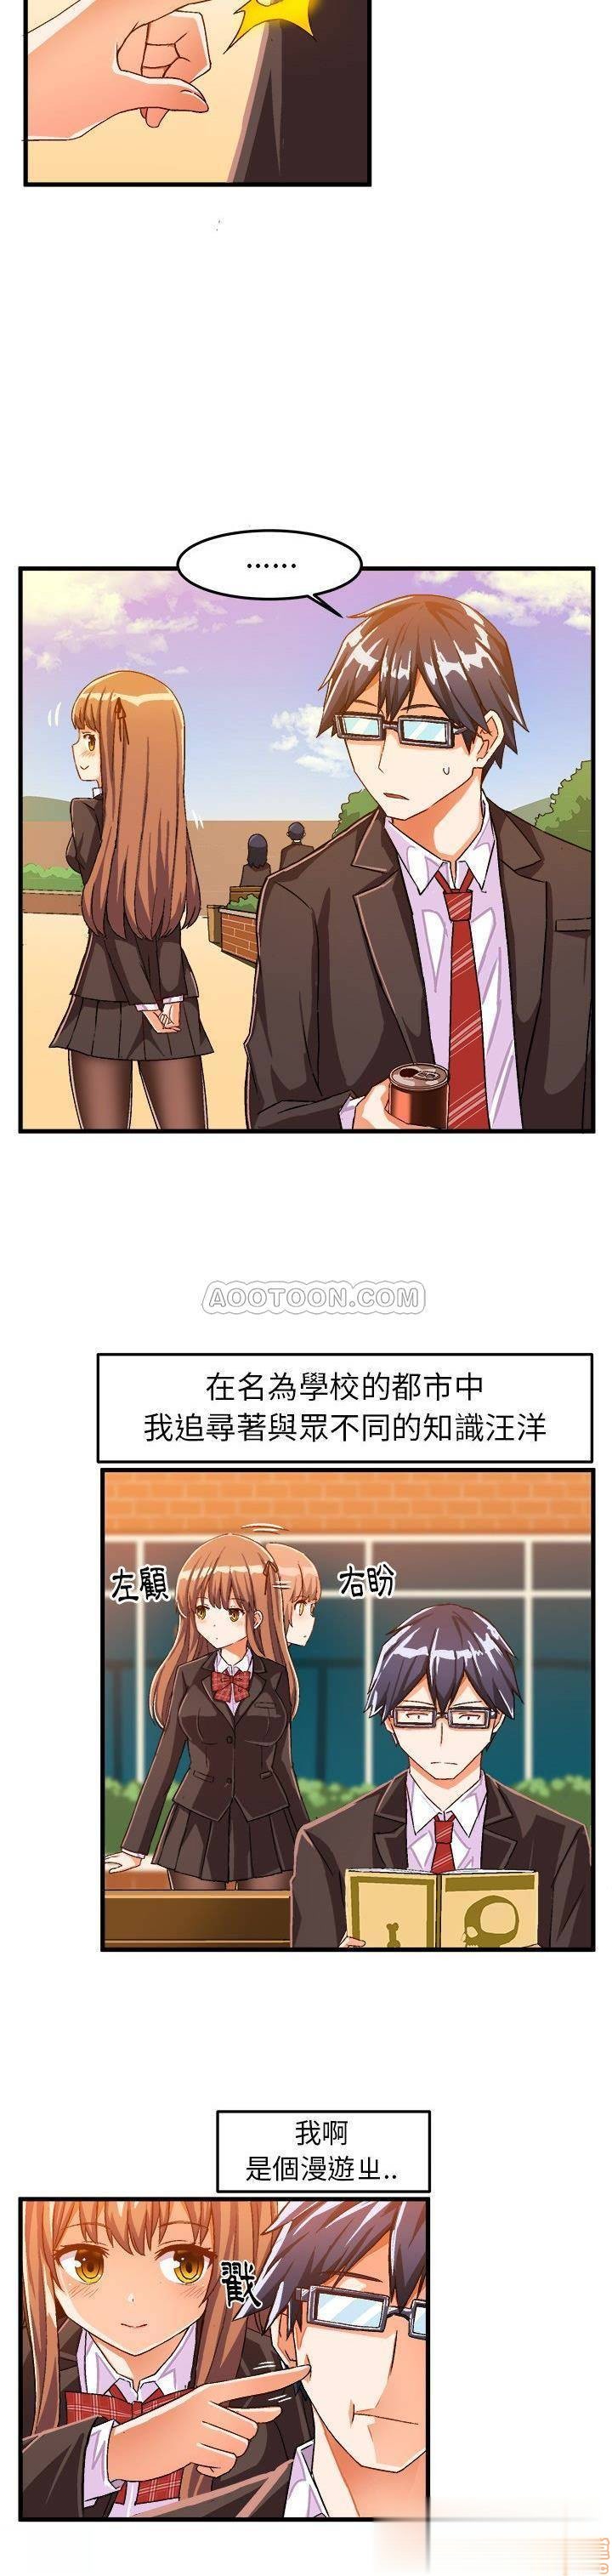 ......
AOOTOON.COM
在名為學校的都市中
我追尋著與眾不同的知識汪洋
左顧
右盼
我啊
是個漫遊ㄓ..
戳